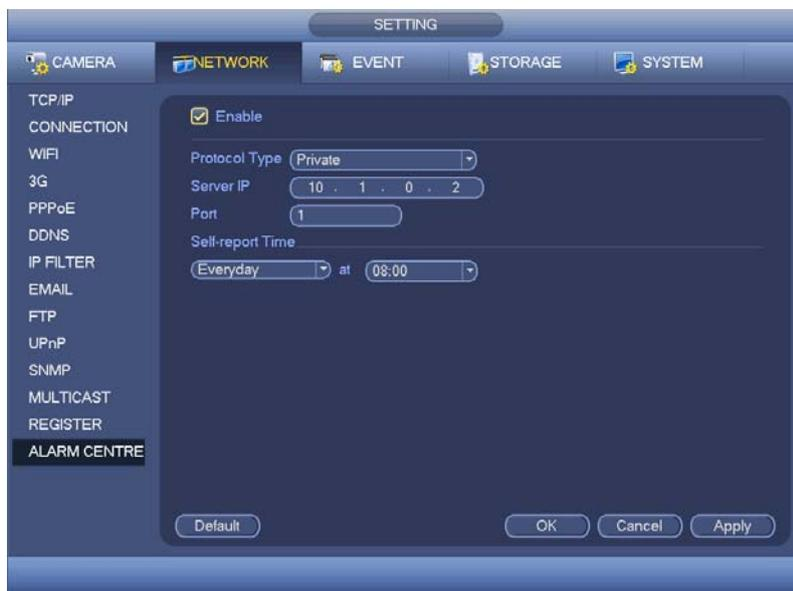 SETTING
CAMERA NETWORK EVENT STORAGE SYSTEM
TCP/IP
CONNECTION
WIFI
3G
PPPoE
DDNS
IP FILTER
EMAIL
FTP
UPnP
SNMP
MULTICAST
REGISTER
ALARM CENTRE
Enable
Protocol Type Private
Server IP 10 . 1 . 0 . 2
Port 1
Self-report Time
Everyday at 08:00
Default OK Cancel Apply